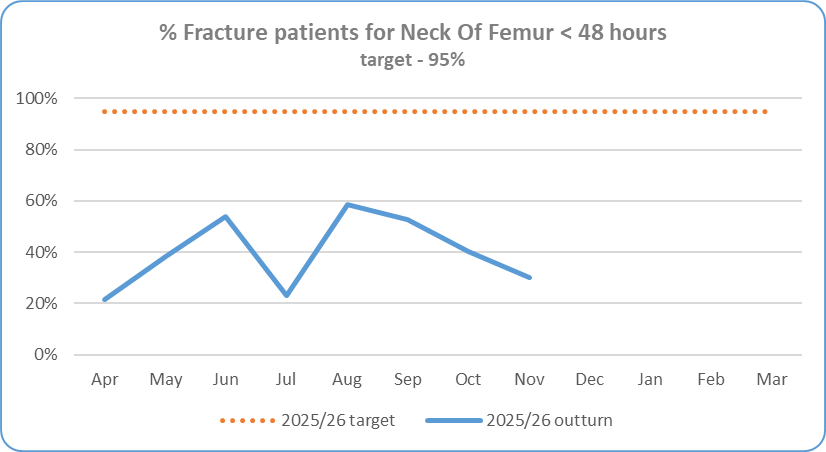 % Fracture patients for Neck Of Femur < 48 hours
target - 95%
100%
80%
60%
40%
20%
0%
Apr May Jun Jul Aug Sep Oct Nov Dec Jan Feb Mar
2025/26 target 2025/26 outturn